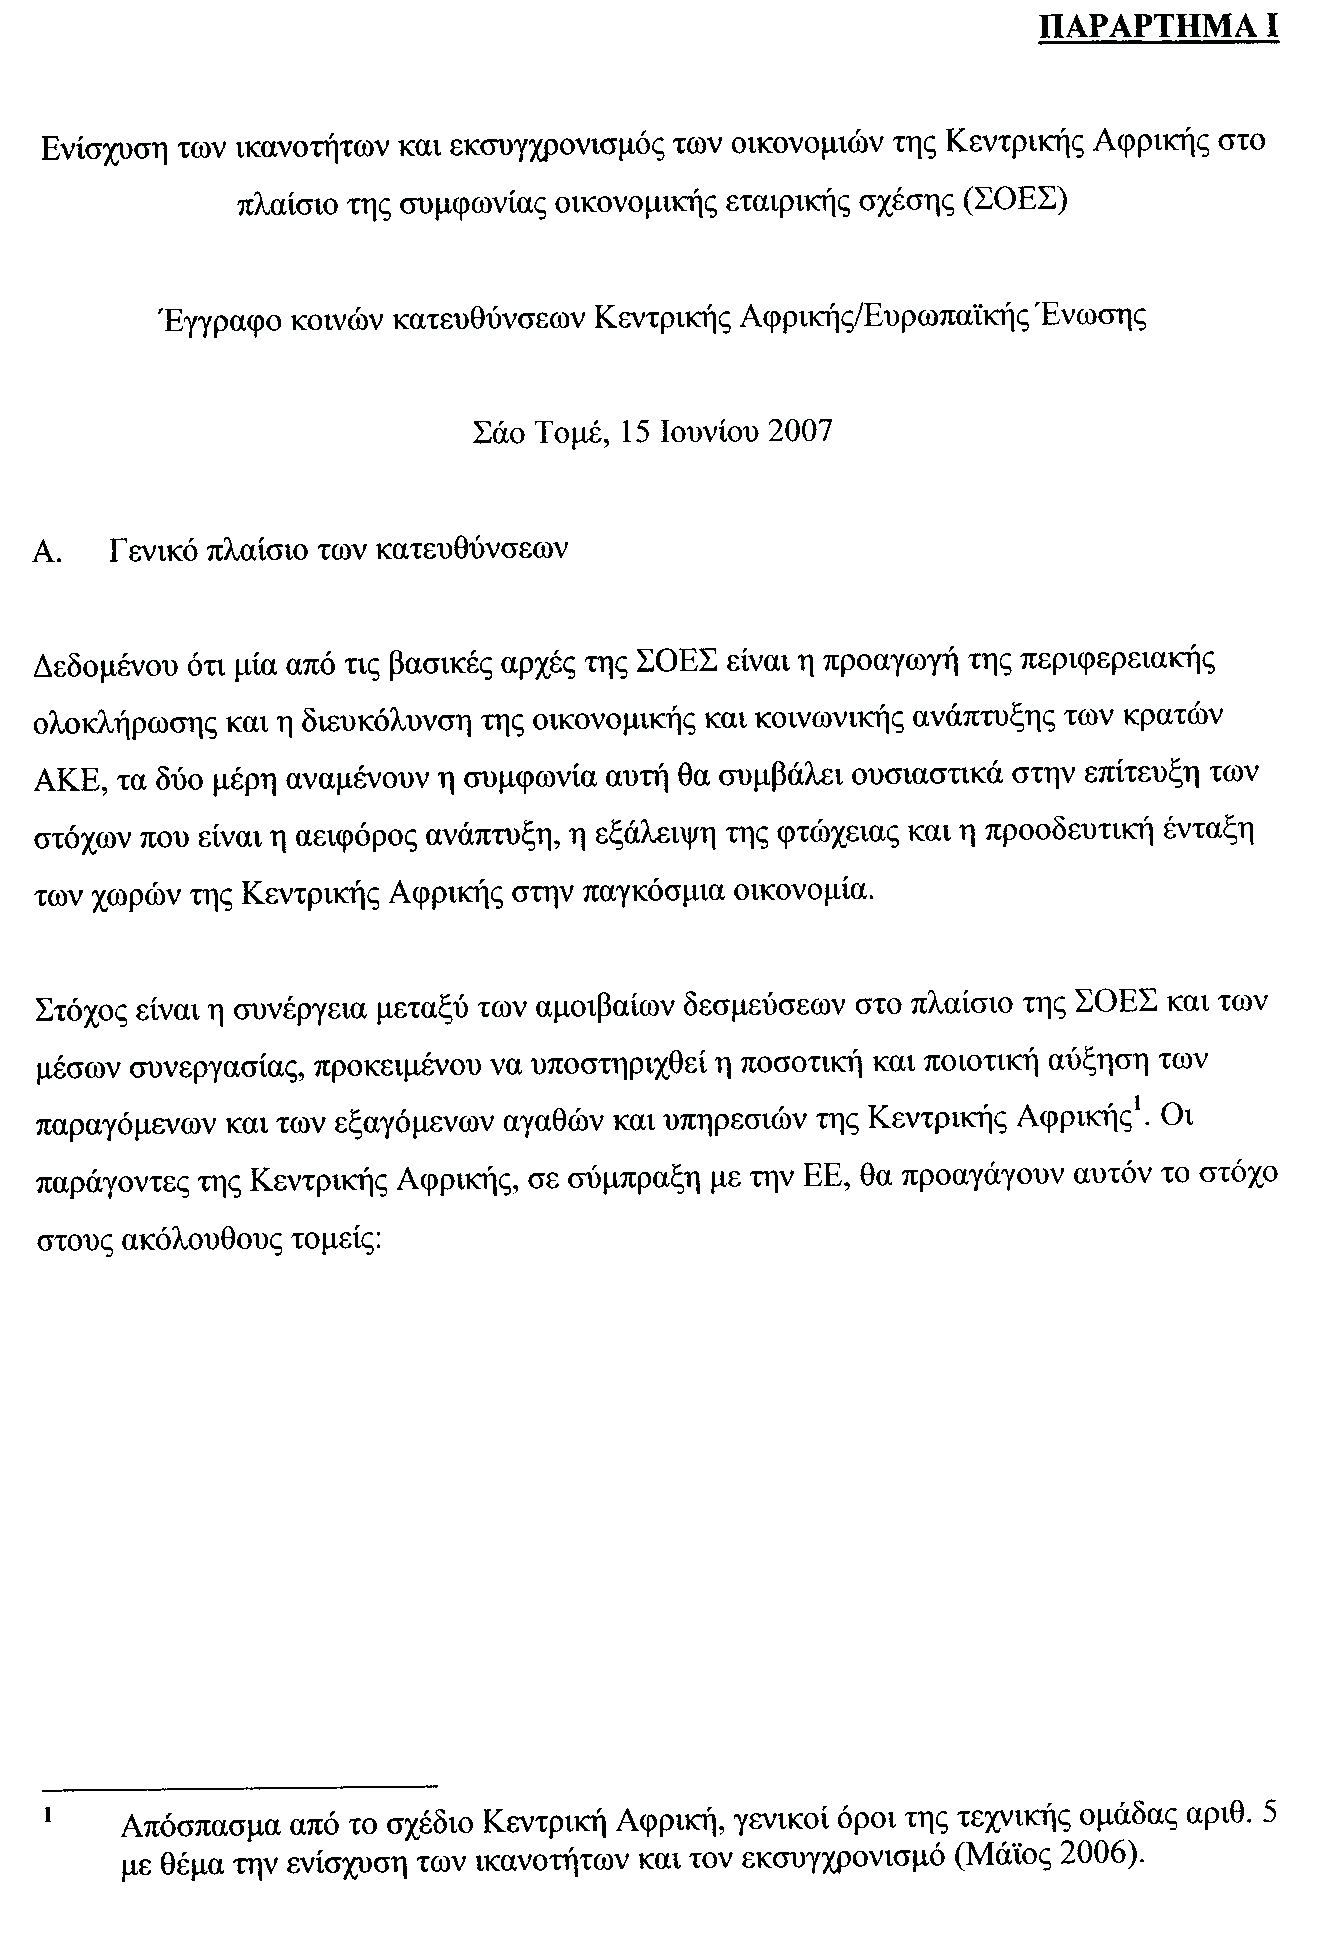 ΠΑΡΑΡΤΗΜΑ Ι
Ενίσχυση των ικανοτήτων και εκσυγχρονισμός των οικονομιών της Κεντρικής Αφρικής στο
πλαίσιο της συμφωνίας οικονομικής εταιρικής σχέσης (ΣΟΕΣ)
Έγγραφο κοινών κατευθύνσεων Κεντρικής Αφρικής/Ευρωπαϊκής Ένωσης
Σάο Τομέ, 15 Ιουνίου 2007
Α. Γενικό πλαίσιο των κατευθύνσεων
Δεδομένου ότι μία από τις βασικές αρχές της ΣΟΕΣ είναι η προαγωγή της περιφερειακής
ολοκλήρωσης και η διευκόλυνση της οικονομικής και κοινωνικής ανάπτυξης των κρατών
ΑΚΕ, τα δύο μέρη αναμένουν η συμφωνία αυτή θα συμβάλει ουσιαστικά στην επίτευξη των
στόχων που είναι η αειφόρος ανάπτυξη, η εξάλειψη της φτώχειας και η προοδευτική ένταξη
των χωρών της Κεντρικής Αφρικής στην παγκόσμια οικονομία.
Στόχος είναι η συνέργεια μεταξύ των αμοιβαίων δεσμεύσεων στο πλαίσιο της ΣΟΕΣ και των
μέσων συνεργασίας, προκειμένου να υποστηριχθεί η ποσοτική και ποιοτική αύξηση των
παραγόμενων και των εξαγόμενων αγαθών και υπηρεσιών της Κεντρικής Αφρικής¹. Οι
παράγοντες της Κεντρικής Αφρικής, σε σύμπραξη με την ΕΕ, θα προαγάγουν αυτόν το στόχο
στους ακόλουθους τομείς:
¹ Απόσπασμα από το σχέδιο Κεντρική Αφρική, γενικοί όροι της τεχνικής ομάδας αριθ. 5
με θέμα την ενίσχυση των ικανοτήτων και τον εκσυγχρονισμό (Μάϊος 2006).